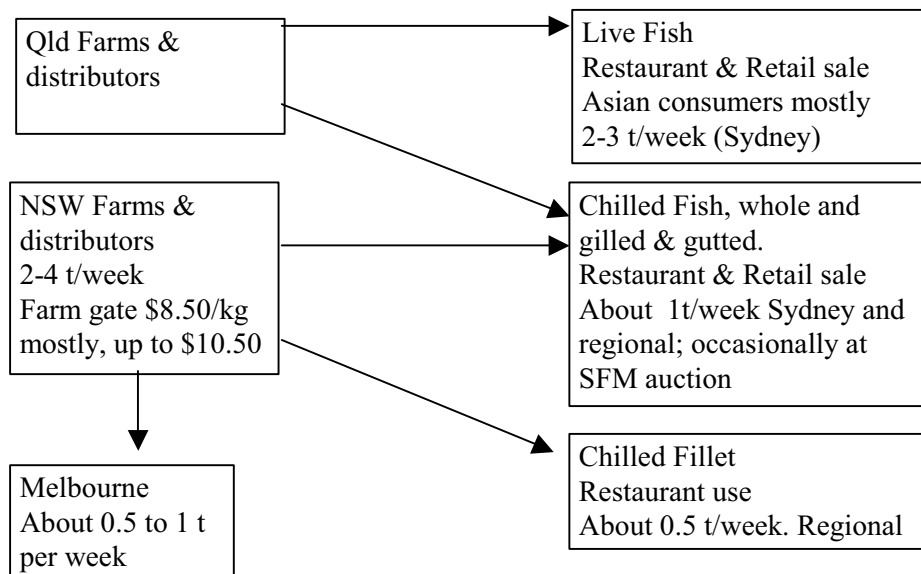 Qld Farms &
distributors
Live Fish
Restaurant & Retail sale
Asian consumers mostly
2-3 t/week (Sydney)
NSW Farms &
distributors
2-4 t/week
Farm gate $8.50/kg
mostly, up to $10.50
Chilled Fish, whole and
gilled & gutted.
Restaurant & Retail sale
About 1t/week Sydney and
regional; occasionally at
SFM auction
Melbourne
About 0.5 to 1 t
per week
Chilled Fillet
Restaurant use
About 0.5 t/week. Regional